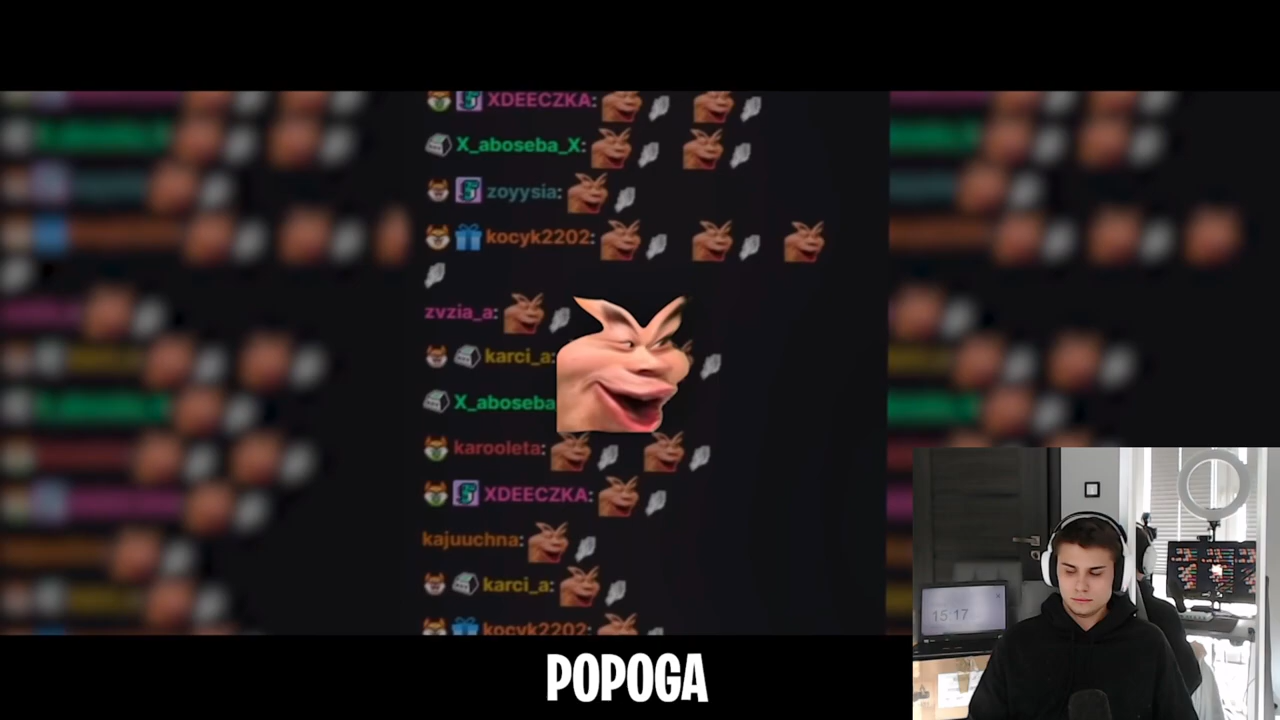 XDEECZKA:
X_aboseba_X:
zoyysia:
kocyk2202:
zvzia_a:
karci_a:
X_aboseba
karooleta:
XDEECZKA:
kajuuchna:
karci_a:
kocyk2202:
POPOGA
15 17